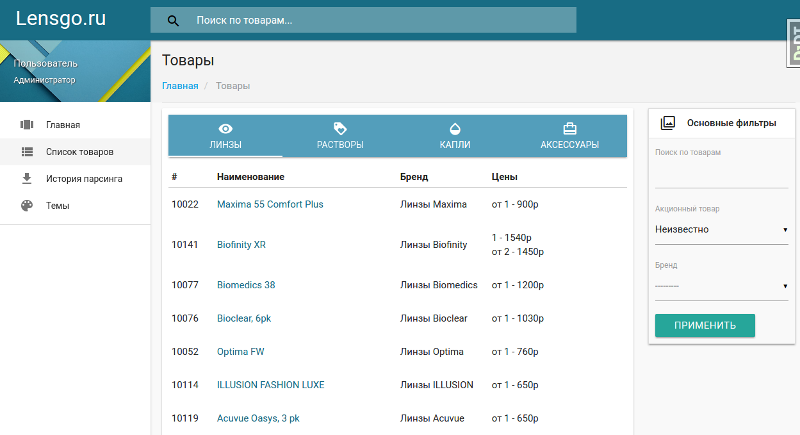 Lensgo.ru
Поиск по товарам...
DjDT
Пользователь
Администратор
Главная
Список товаров
История парсинга
Темы
Товары
Главная / Товары
ЛИНЗЫ РАСТВОРЫ КАПЛИ АКСЕССУАРЫ
# Наименование Бренд Цены
10022 Maxima 55 Comfort Plus Линзы Maxima от 1 - 900р
10141 Biofinity XR Линзы Biofinity 1 - 1540р
от 2 - 1450р
10077 Biomedics 38 Линзы Biomedics от 1 - 1200р
10076 Bioclear, 6pk Линзы Bioclear от 1 - 1030р
10052 Optima FW Линзы Optima от 1 - 760р
10114 ILLUSION FASHION LUXE Линзы ILLUSION от 1 - 650р
10119 Acuvue Oasys, 3 pk Линзы Acuvue от 1 - 650р
Основные фильтры
Поиск по товарам
Акционный товар
Неизвестно
Бренд
---------
ПРИМЕНИТЬ